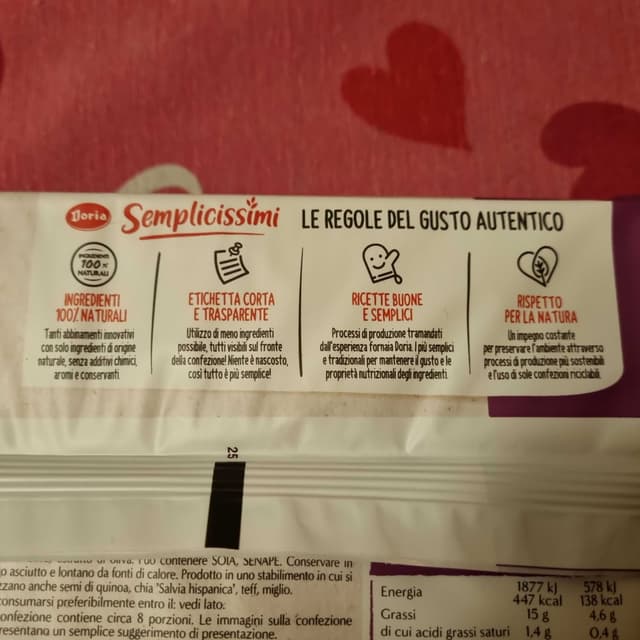 Doria Semplicissimi LE REGOLE DEL GUSTO AUTENTICO
INGREDIENTI
100%
NATURALI
INGREDIENTI
100% NATURALI
Tanti abbinamenti innovativi
con solo ingredienti di origine
naturale, senza additivi chimici,
aromi e conservanti.
ETICHETTA CORTA
E TRASPARENTE
Utilizzo di meno ingredienti
possibile, tutti visibili sul fronte
della confezione! Niente è nascosto,
così tutto è più semplice!
RICETTE BUONE
E SEMPLICI
Processi di produzione tramandati
dall'esperienza fornaia Doria. I più semplici
e tradizionali per mantenere il gusto e le
proprietà nutrizionali degli ingredienti.
RISPETTO
PER LA NATURA
Un impegno costante
per preservare l'ambiente attraverso
processi di produzione più sostenibili
e l'uso di sole confezioni riciclabili.
25
di oliva. Può contenere SOIA, SENAPE. Conservare in
asciutto e lontano da fonti di calore. Prodotto in uno stabilimento in cui si
zzano anche semi di quinoa, chia 'Salvia hispanica', teff, miglio.
consumarsi preferibilmente entro il: vedi lato.
onfezione contiene circa 8 porzioni. Le immagini sulla confezione
resentano un semplice suggerimento di presentazione.
Energia 1877 kJ 578 kJ
447 kcal 138 kcal
Grassi 15 g 4,6 g
di cui acidi grassi saturi 1,4 g 0,4 g